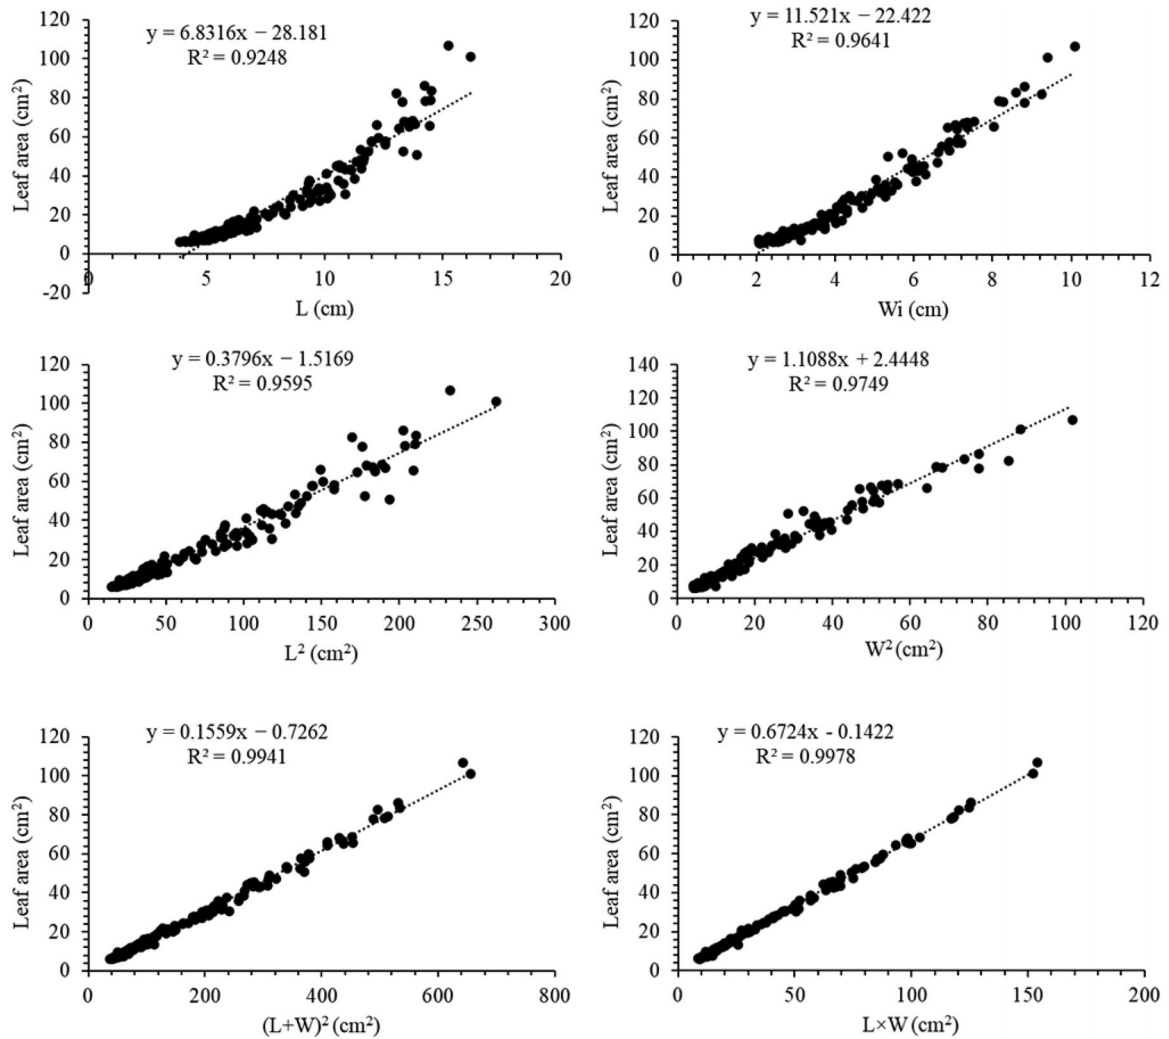 120
100
80
60
40
20
0
-20
Leaf area (cm²)
y = 6.8316x − 28.181
R² = 0.9248
0 5 10 15 20
L (cm)
120
100
80
60
40
20
0
Leaf area (cm²)
y = 11.521x − 22.422
R² = 0.9641
0 2 4 6 8 10 12
Wi (cm)
120
100
80
60
40
20
0
Leaf area (cm²)
y = 0.3796x − 1.5169
R² = 0.9595
0 50 100 150 200 250 300
L² (cm²)
140
120
100
80
60
40
20
0
Leaf area (cm²)
y = 1.1088x + 2.4448
R² = 0.9749
0 20 40 60 80 100 120
W² (cm²)
120
100
80
60
40
20
0
Leaf area (cm²)
y = 0.1559x − 0.7262
R² = 0.9941
0 200 400 600 800
(L+W)² (cm²)
120
100
80
60
40
20
0
Leaf area (cm²)
y = 0.6724x - 0.1422
R² = 0.9978
0 50 100 150 200
L×W (cm²)